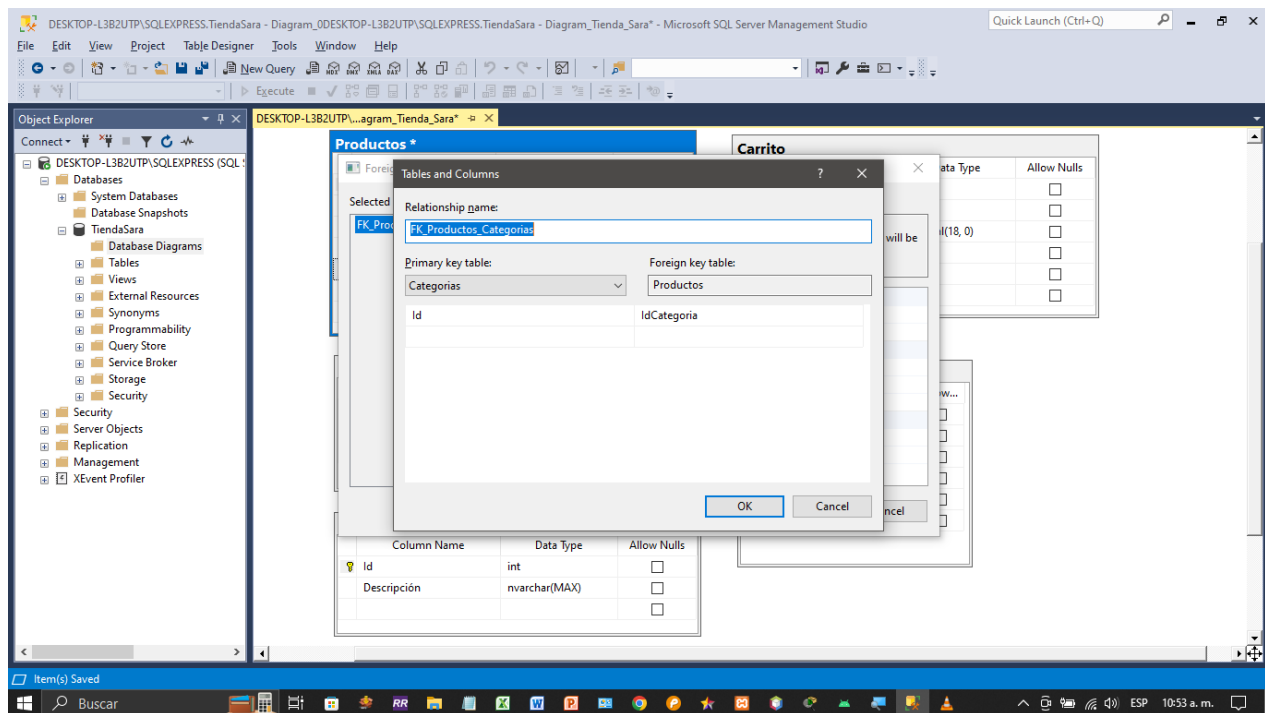 DESKTOP-L3B2UTP\SQLEXPRESS.TiendaSara - Diagram_0DESKTOP-L3B2UTP\SQLEXPRESS.TiendaSara - Diagram_Tienda_Sara* - Microsoft SQL Server Management Studio
Quick Launch (Ctrl+Q)
File Edit View Project Table Designer Tools Window Help
New Query
Execute
Object Explorer
DESKTOP-L3B2UTP\...agram_Tienda_Sara*
Connect
DESKTOP-L3B2UTP\SQLEXPRESS (SQL S
Databases
System Databases
Database Snapshots
TiendaSara
Database Diagrams
Tables
Views
External Resources
Synonyms
Programmability
Query Store
Service Broker
Storage
Security
Security
Server Objects
Replication
Management
XEvent Profiler
Productos *
Carrito
ata Type Allow Nulls
al(18, 0)
Foreig
Selected
FK_Proc
will be
ncel
Tables and Columns ?
Relationship name:
FK_Productos_Categorias
Primary key table: Foreign key table:
Categorias Productos
Id IdCategoria
OK Cancel
ow...
Column Name Data Type Allow Nulls
Id int
Descripción nvarchar(MAX)
Item(s) Saved
Buscar
RR
ESP 10:53 a. m.